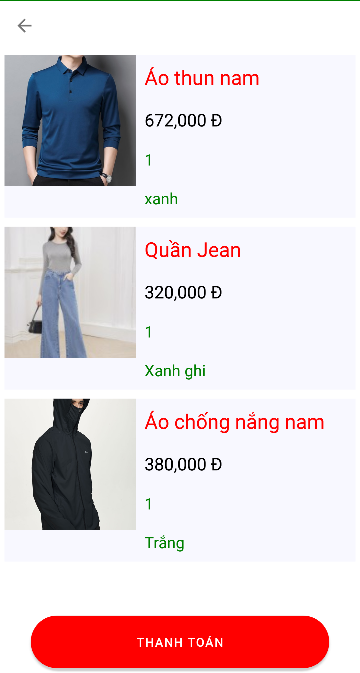 Áo thun nam
672,000 Đ
1
xanh
Quần Jean
320,000 Đ
1
Xanh ghi
Áo chống nắng nam
380,000 Đ
1
Trắng
THANH TOÁN